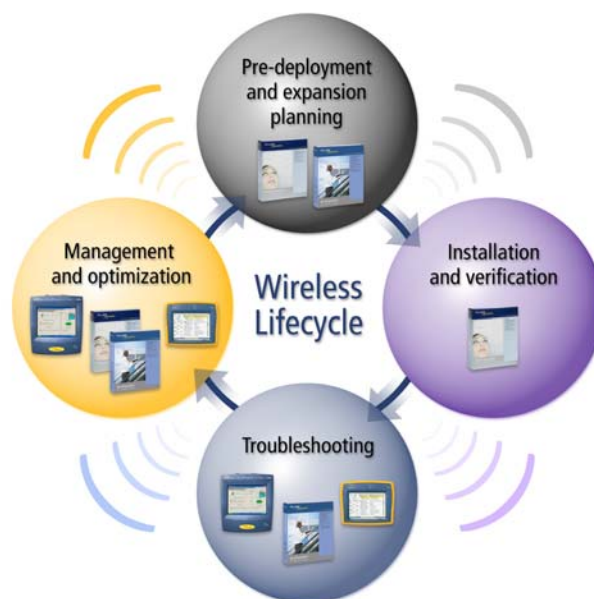 Pre-deployment
and expansion
planning
Management
and optimization
Wireless
Lifecycle
Installation
and verification
Troubleshooting